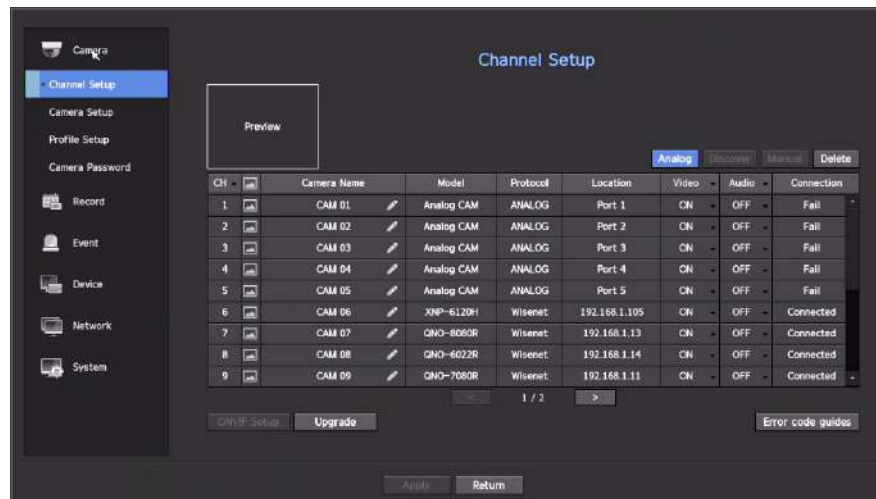 Camera
Channel Setup
Camera Setup
Profile Setup
Camera Password
Record
Event
Device
Network
System
Channel Setup
Preview
Analog Discover Manual Delete
CH Camera Name Model Protocol Location Video Audio Connection
1 CAM 01 Analog CAM ANALOG Port 1 ON OFF Fail
2 CAM 02 Analog CAM ANALOG Port 2 ON OFF Fail
3 CAM 03 Analog CAM ANALOG Port 3 ON OFF Fail
4 CAM 04 Analog CAM ANALOG Port 4 ON OFF Fail
5 CAM 05 Analog CAM ANALOG Port 5 ON OFF Fail
6 CAM 06 XNP-6120H Wisenet 192.168.1.105 ON OFF Connected
7 CAM 07 QNO-8080R Wisenet 192.168.1.13 ON OFF Connected
8 CAM 08 QNO-6022R Wisenet 192.168.1.14 ON OFF Connected
9 CAM 09 QNO-7080R Wisenet 192.168.1.11 ON OFF Connected
< 1 / 2 >
ONVIF Setup Upgrade Error code guides
Apply Return